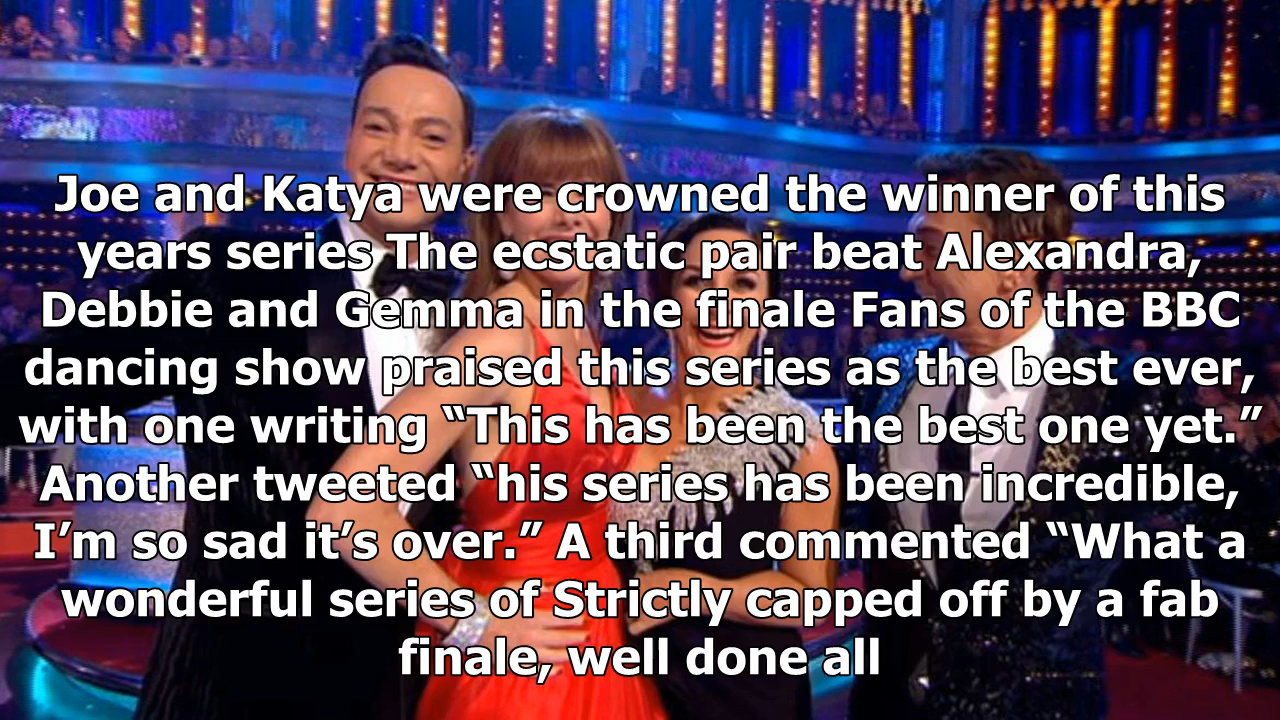 Joe and Katya were crowned the winner of this
years series The ecstatic pair beat Alexandra,
Debbie and Gemma in the finale Fans of the BBC
dancing show praised this series as the best ever,
with one writing “This has been the best one yet.”
Another tweeted “his series has been incredible,
I’m so sad it’s over.” A third commented “What a
wonderful series of Strictly capped off by a fab
finale, well done all